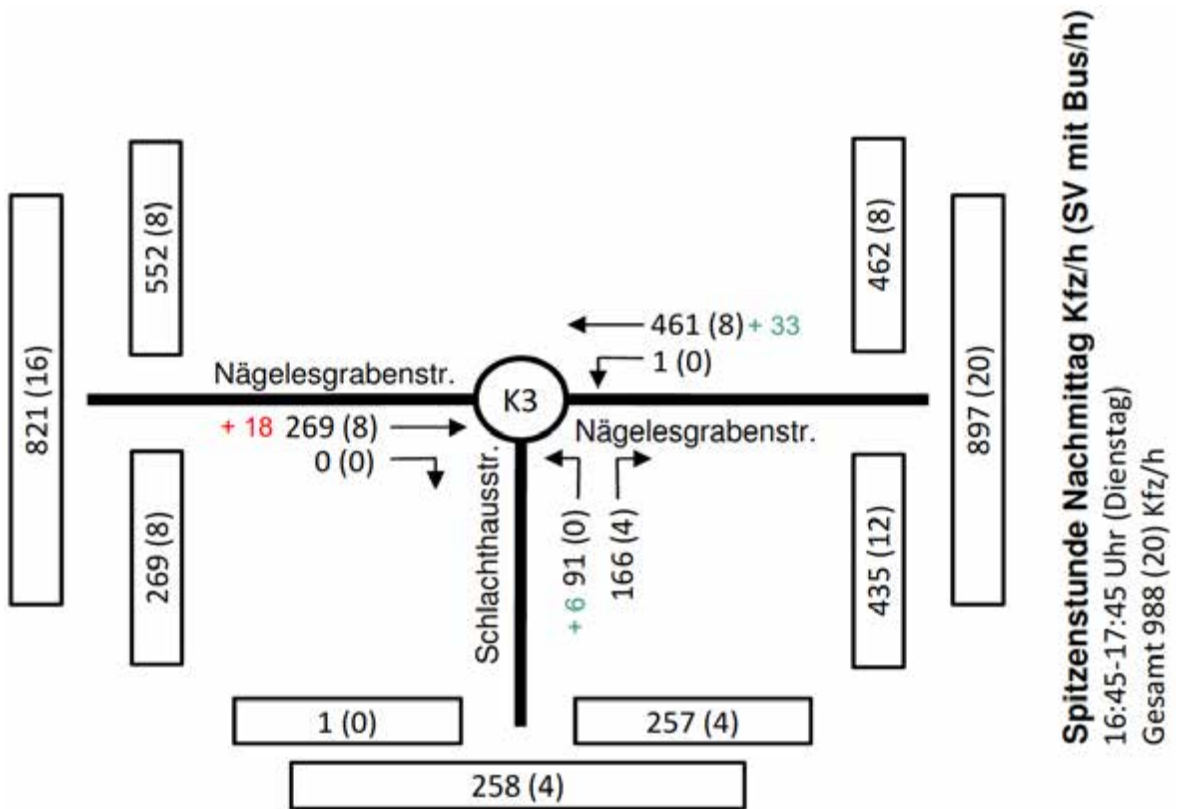 552 (8)
462 (8)
821 (16)
897 (20)
461 (8) + 33
1 (0)
Nägelesgrabenstr.
K3
+ 18 269 (8)
Nägelesgrabenstr.
0 (0)
Schlachthausstr.
+ 6 91 (0)
166 (4)
269 (8)
435 (12)
1 (0)
257 (4)
258 (4)
Spitzenstunde Nachmittag Kfz/h (SV mit Bus/h)
16:45-17:45 Uhr (Dienstag)
Gesamt 988 (20) Kfz/h